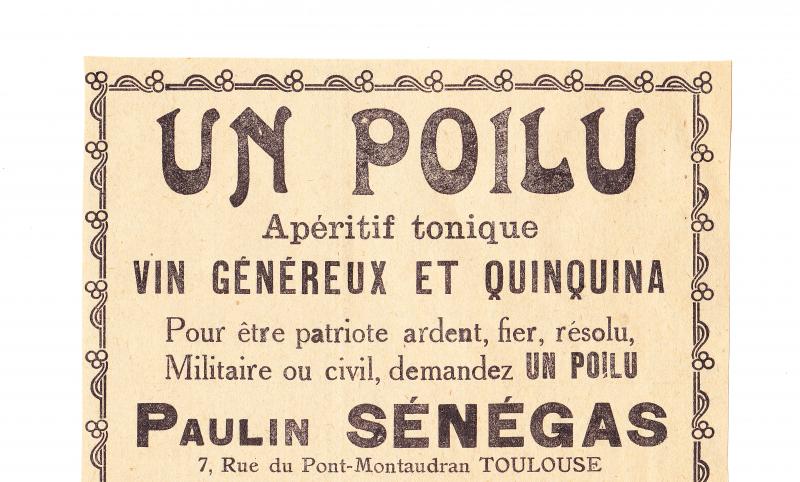 UN POILU
Apéritif tonique
VIN GÉNÉREUX ET QUINQUINA
Pour être patriote ardent, fier, résolu,
Militaire ou civil, demandez UN POILU
PAULIN SÉNÉGAS
7, Rue du Pont-Montaudran TOULOUSE